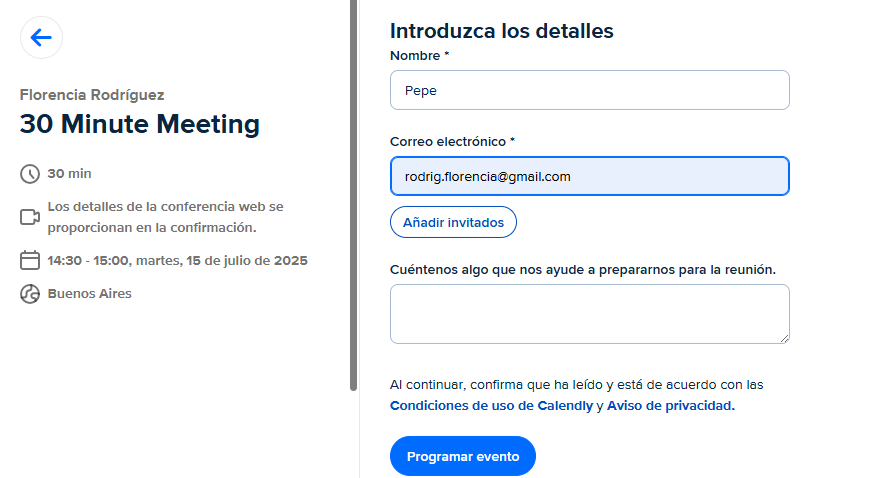 Florencia Rodríguez
30 Minute Meeting
30 min
Los detalles de la conferencia web se
proporcionan en la confirmación.
14:30 - 15:00, martes, 15 de julio de 2025
Buenos Aires
Introduzca los detalles
Nombre *
Pepe
Correo electrónico *
rodrig.florencia@gmail.com
Añadir invitados
Cuéntenos algo que nos ayude a prepararnos para la reunión.
Al continuar, confirma que ha leído y está de acuerdo con las
Condiciones de uso de Calendly y Aviso de privacidad.
Programar evento